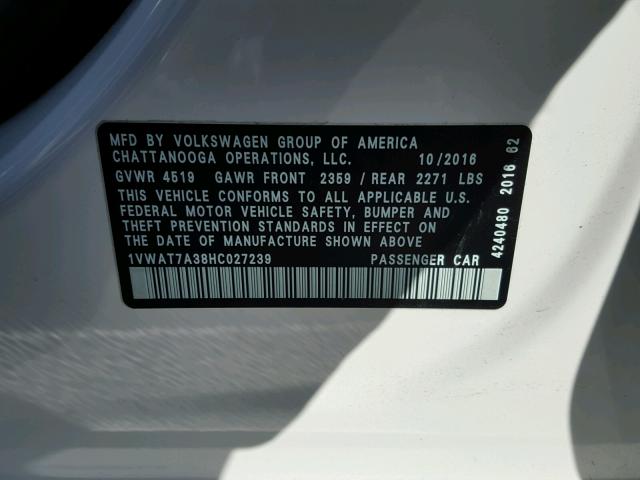 MFD BY VOLKSWAGEN GROUP OF AMERICA
CHATTANOOGA OPERATIONS, LLC. 10/2016
GVWR 4519 GAWR FRONT 2359 / REAR 2271 LBS
THIS VEHICLE CONFORMS TO ALL APPLICABLE U.S.
FEDERAL MOTOR VEHICLE SAFETY, BUMPER AND
THEFT PREVENTION STANDARDS IN EFFECT ON
THE DATE OF MANUFACTURE SHOWN ABOVE
1VWAT7A38HC027239 PASSENGER CAR
4240480 2016 62